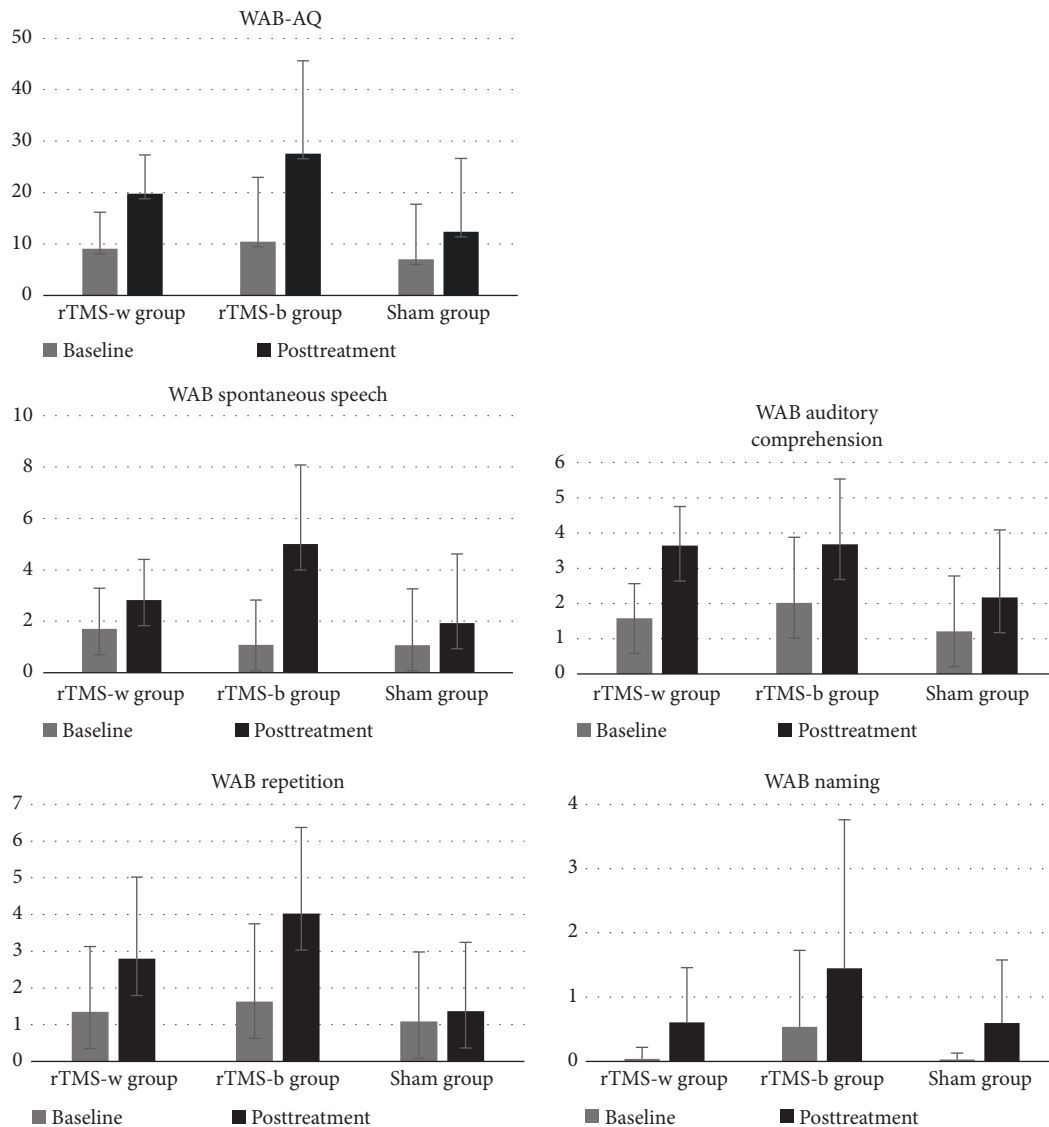 WAB-AQ
50
40
30
20
10
0
rTMS-w group rTMS-b group Sham group
Baseline Posttreatment
WAB spontaneous speech
10
8
6
4
2
0
rTMS-w group rTMS-b group Sham group
Baseline Posttreatment
WAB auditory
comprehension
6
5
4
3
2
1
0
rTMS-w group rTMS-b group Sham group
Baseline Posttreatment
WAB repetition
7
6
5
4
3
2
1
0
rTMS-w group rTMS-b group Sham group
Baseline Posttreatment
WAB naming
4
3
2
1
0
rTMS-w group rTMS-b group Sham group
Baseline Posttreatment